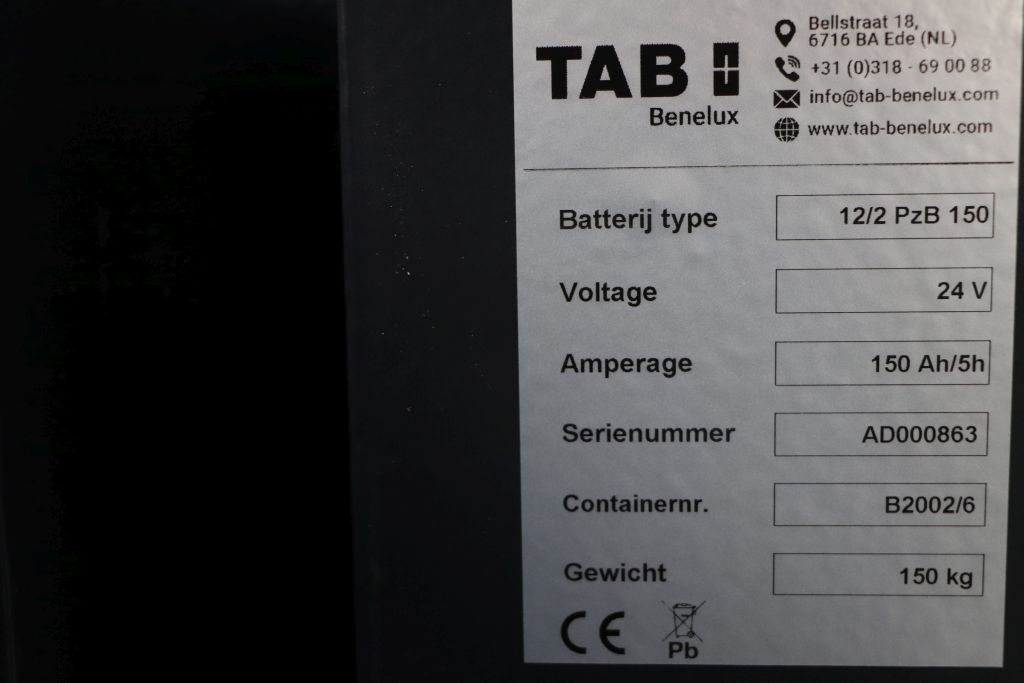 TAB
Benelux
Bellstraat 18,
6716 BA Ede (NL)
+31 (0)318 - 69 00 88
info@tab-benelux.com
www.tab-benelux.com
Batterij type 12/2 PzB 150
Voltage 24 V
Amperage 150 Ah/5h
Serienummer AD000863
Containernr. B2002/6
Gewicht 150 kg
CE
Pb